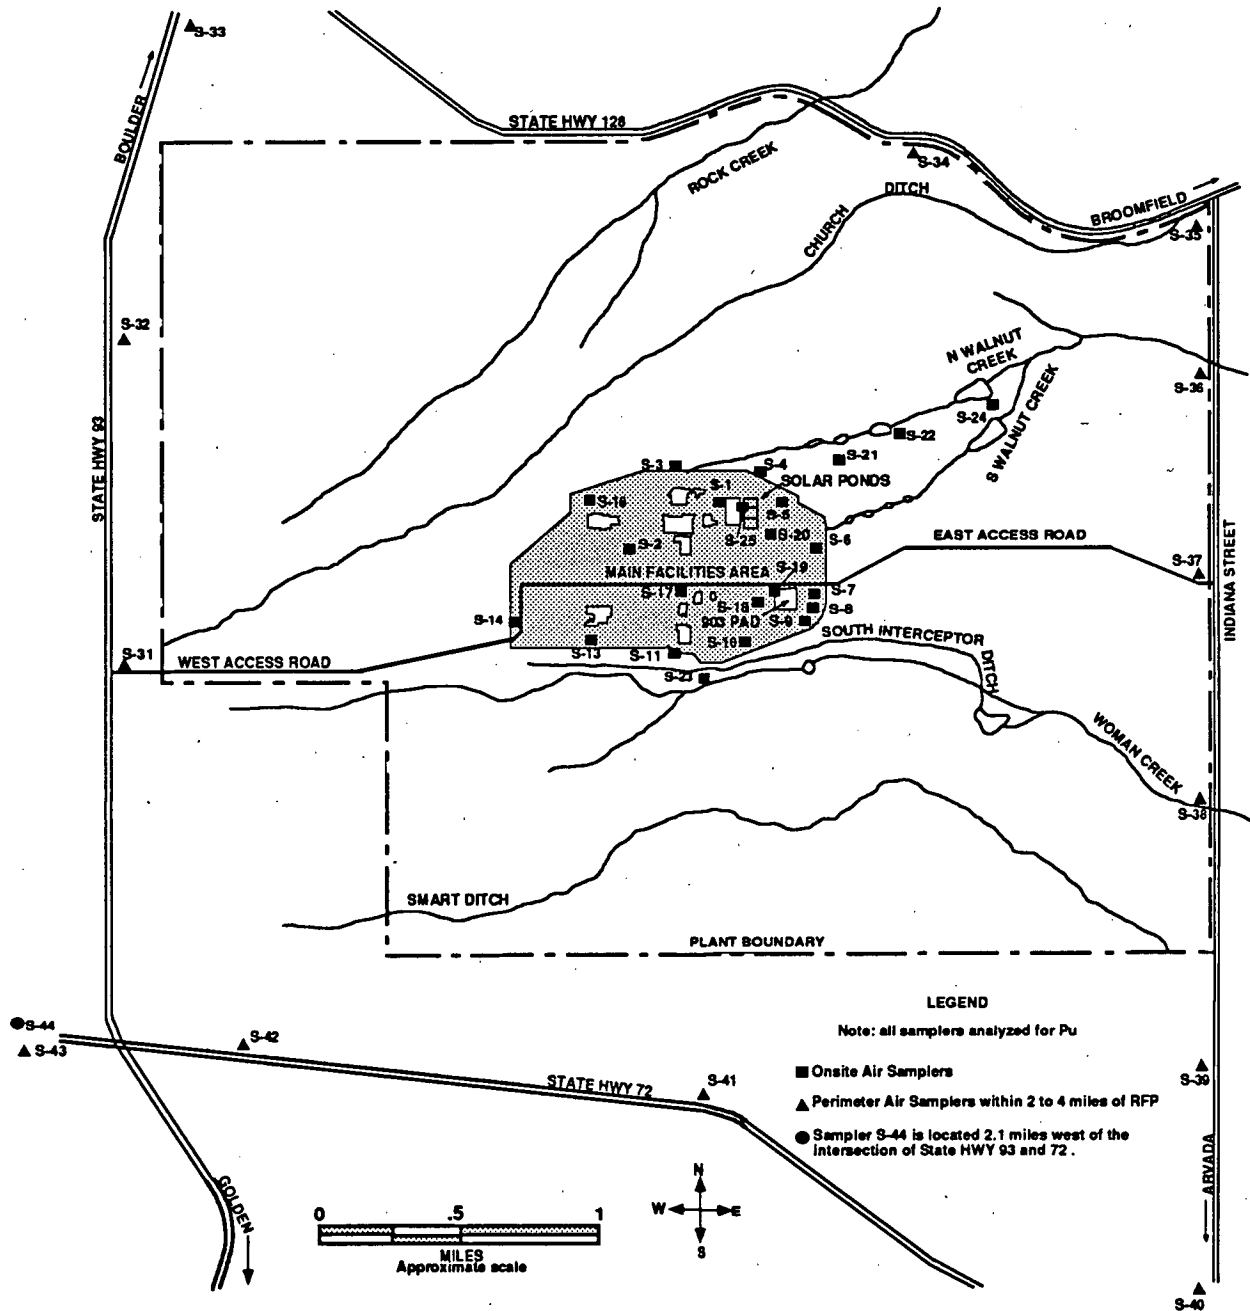 S-33
STATE HWY 128
BOULDER
ROCK CREEK
S-34
DITCH
BROOMFIELD
CHURCH
S-35
S-32
N WALNUT
CREEK
S-36
S-24
STATE HWY 93
S-22
S WALNUT CREEK
S-21
S-3
S-4
SOLAR PONDS
S-1
S-16
S-5
S-25
S-20
S-2
S-6
EAST ACCESS ROAD
MAIN FACILITIES AREA
S-19
S-37
INDIANA STREET
S-17
S-7
S-18
S-8
S-14
903 PAD
S-9
SOUTH INTERCEPTOR
DITCH
S-13
S-11
S-10
S-31
WEST ACCESS ROAD
S-23
WOMAN CREEK
S-38
SMART DITCH
PLANT BOUNDARY
LEGEND
Note: all samplers analyzed for Pu
Onsite Air Samplers
Perimeter Air Samplers within 2 to 4 miles of RFP
Sampler S-44 is located 2.1 miles west of the
intersection of State HWY 93 and 72 .
S-44
S-43
S-42
STATE HWY 72
S-41
S-39
ARVADA
GOLDEN
N
W
E
S
0 .5 1
MILES
Approximate scale
S-40